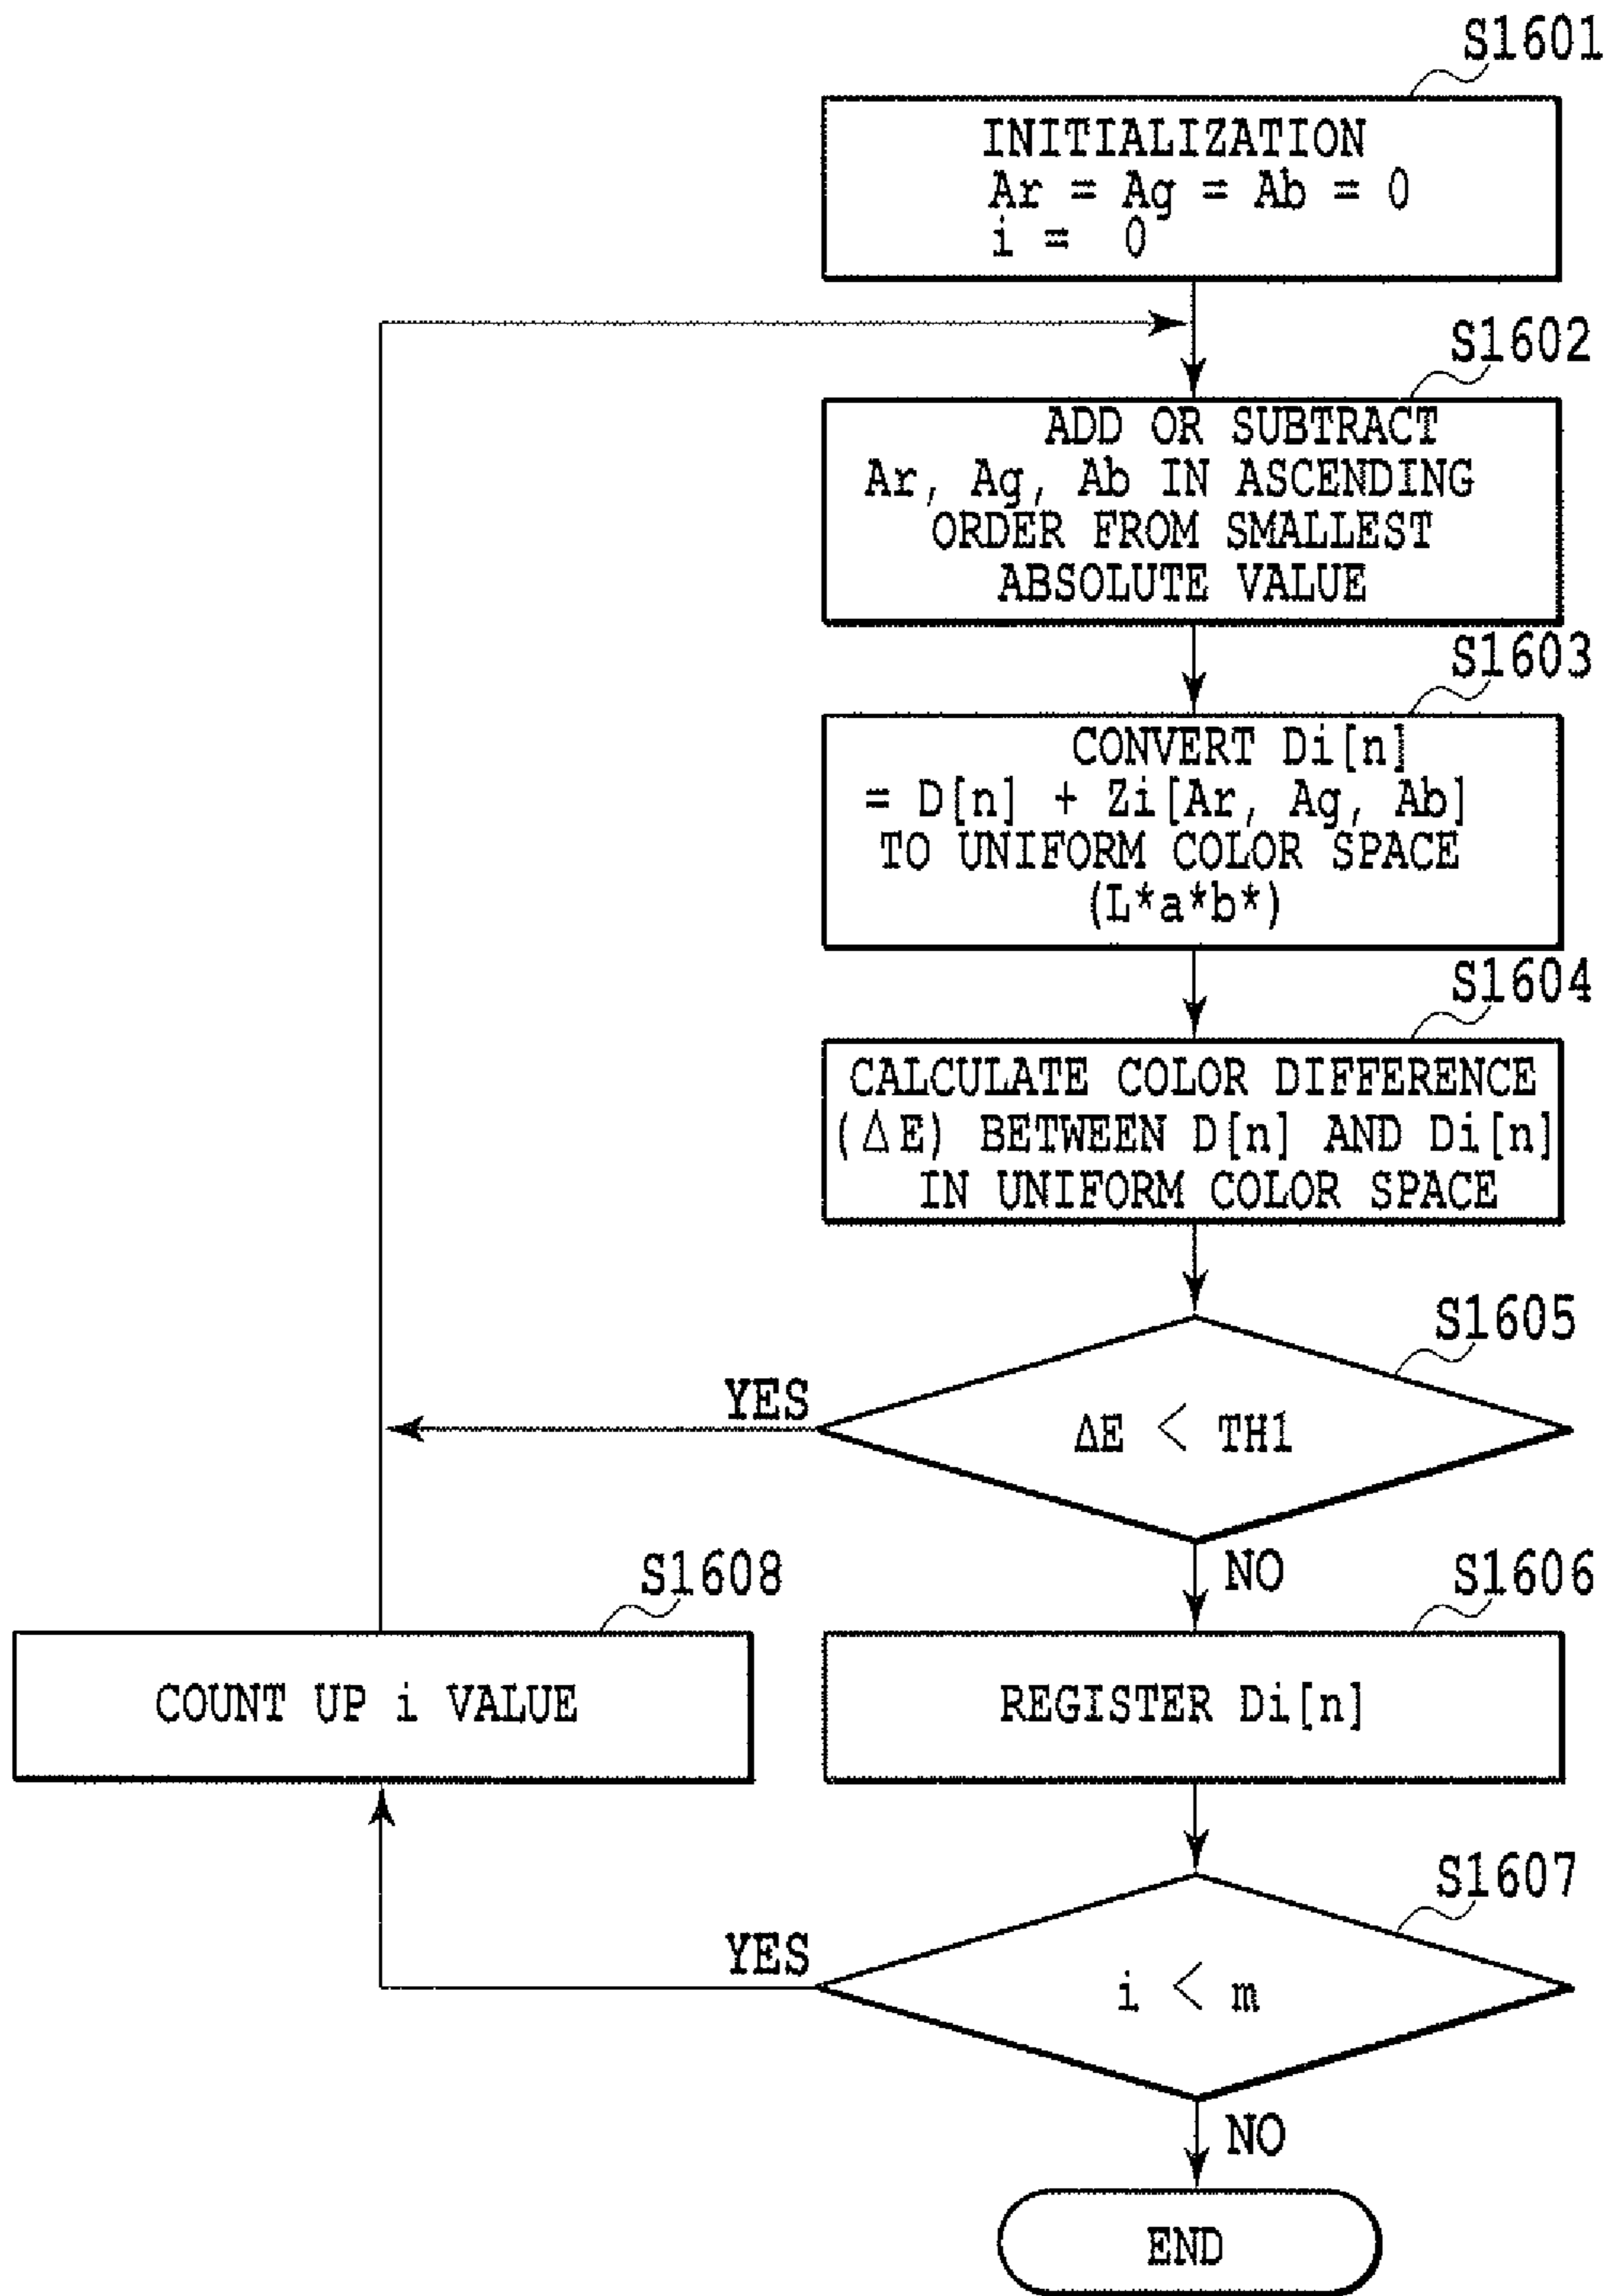 S1601
INITIALIZATION
Ar = Ag = Ab = 0
i = 0
S1602
ADD OR SUBTRACT
Ar, Ag, Ab IN ASCENDING
ORDER FROM SMALLEST
ABSOLUTE VALUE
S1603
CONVERT Di[n]
= D[n] + Zi[Ar, Ag, Ab]
TO UNIFORM COLOR SPACE
(L*a*b*)
S1604
CALCULATE COLOR DIFFERENCE
(ΔE) BETWEEN D[n] AND Di[n]
IN UNIFORM COLOR SPACE
S1605
YES
ΔE < TH1
NO
S1608
COUNT UP i VALUE
S1606
REGISTER Di[n]
S1607
YES
i < m
NO
END